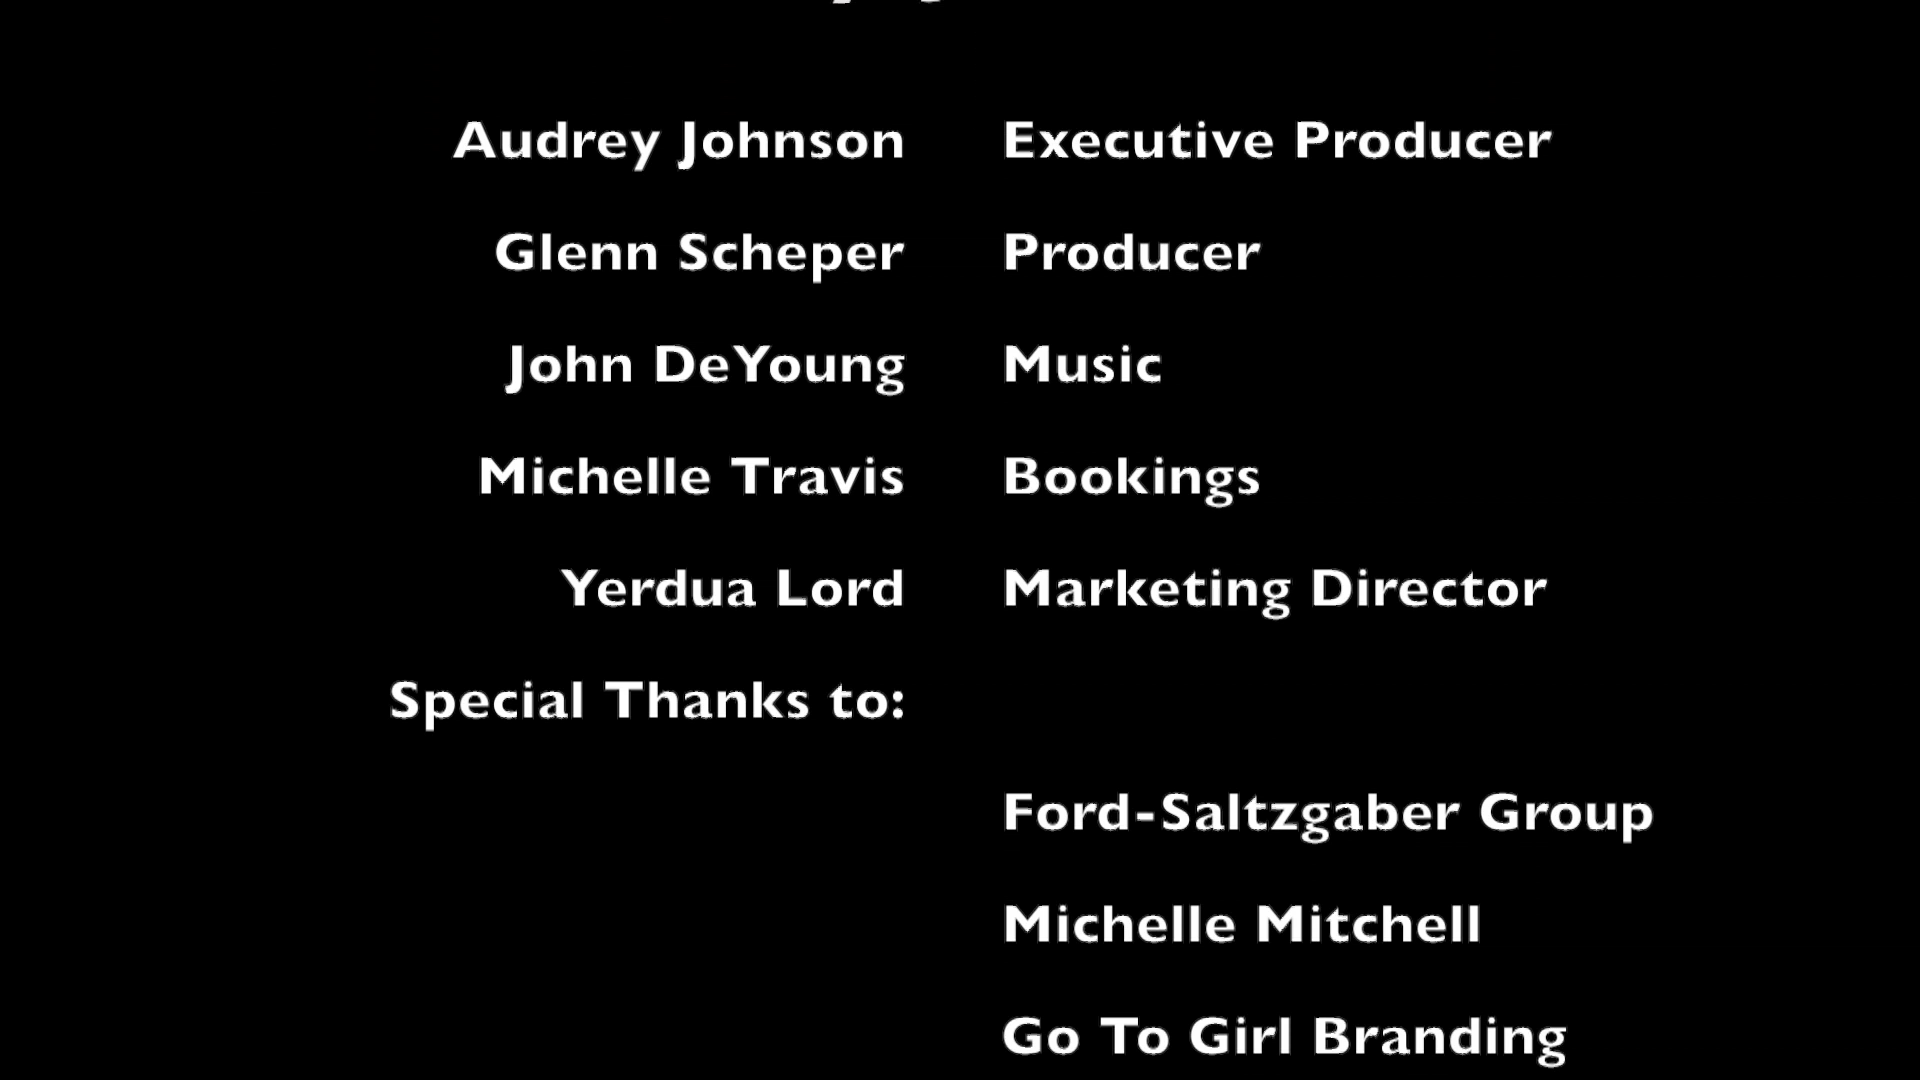 Audrey Johnson Executive Producer
Glenn Scheper Producer
John DeYoung Music
Michelle Travis Bookings
Yerdua Lord Marketing Director
Special Thanks to:
Ford-Saltzgaber Group
Michelle Mitchell
Go To Girl Branding